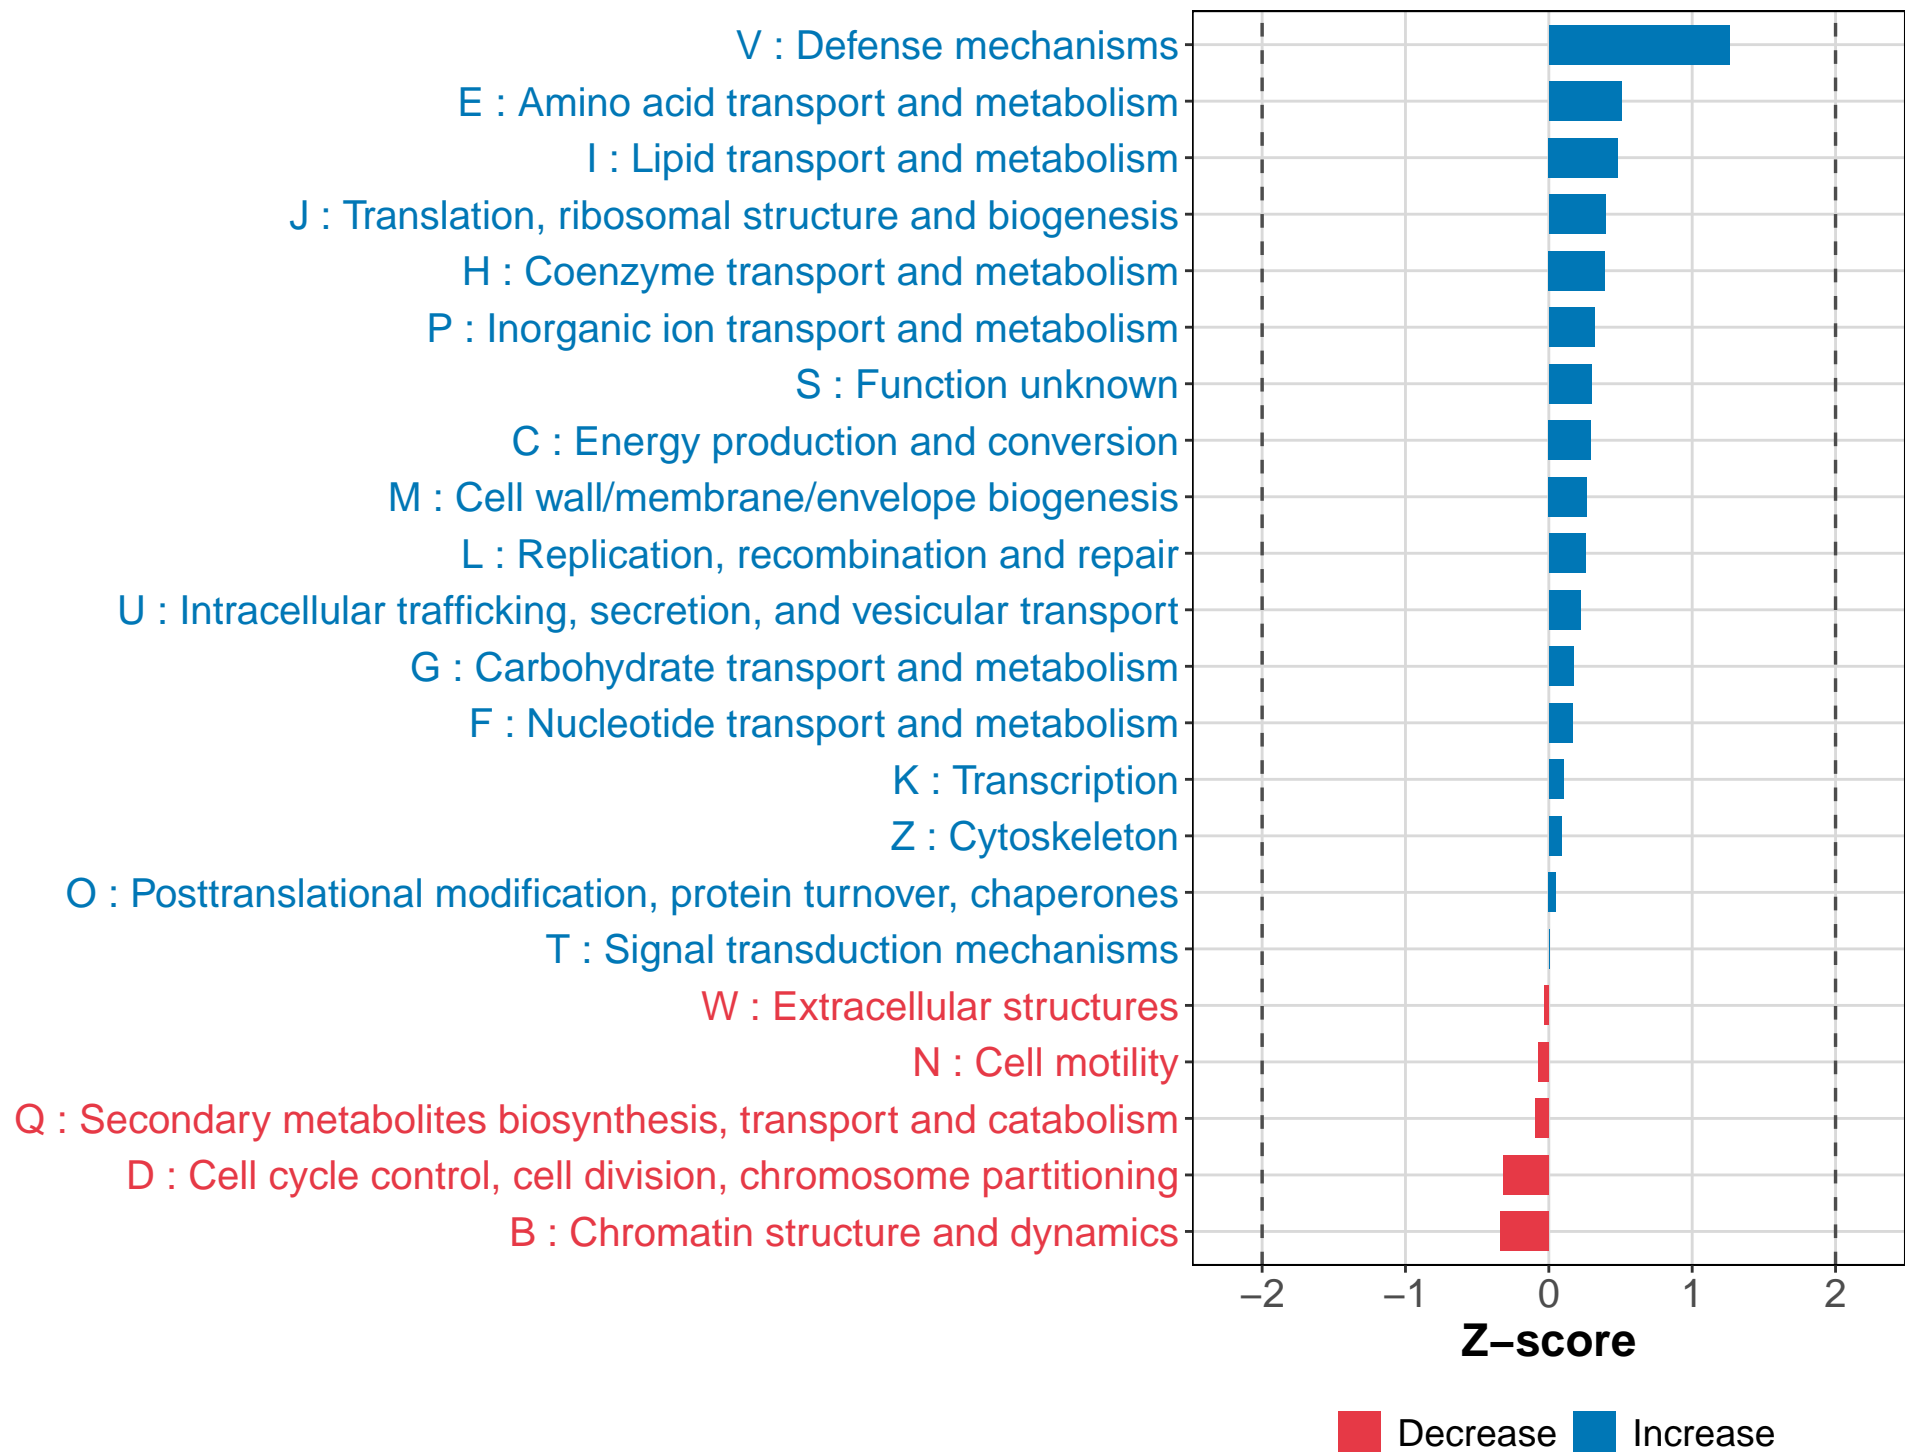 V : Defense mechanisms
E : Amino acid transport and metabolism
I : Lipid transport and metabolism
J : Translation, ribosomal structure and biogenesis
H : Coenzyme transport and metabolism
P : Inorganic ion transport and metabolism
S : Function unknown
C : Energy production and conversion
M : Cell wall/membrane/envelope biogenesis
L : Replication, recombination and repair
U : Intracellular trafficking, secretion, and vesicular transport
G : Carbohydrate transport and metabolism
F : Nucleotide transport and metabolism
K : Transcription
Z : Cytoskeleton
O : Posttranslational modification, protein turnover, chaperones
T : Signal transduction mechanisms
W : Extracellular structures
N : Cell motility
Q : Secondary metabolites biosynthesis, transport and catabolism
D : Cell cycle control, cell division, chromosome partitioning
B : Chromatin structure and dynamics
−2 −1 0 1 2
Z−score
Decrease Increase